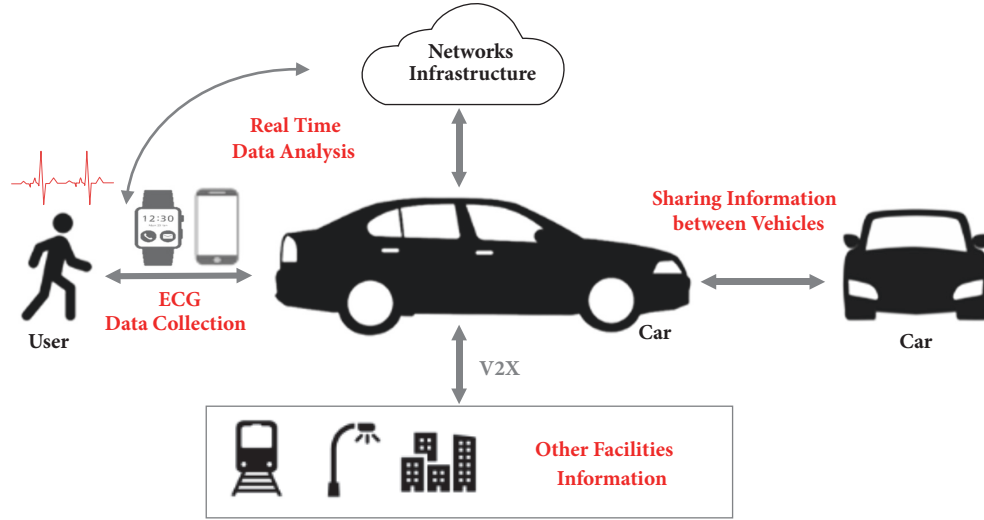 Networks
Infrastructure
Real Time
Data Analysis
12:30
Sharing Information
between Vehicles
ECG
Data Collection
User
Car
Car
V2X
Other Facilities
Information